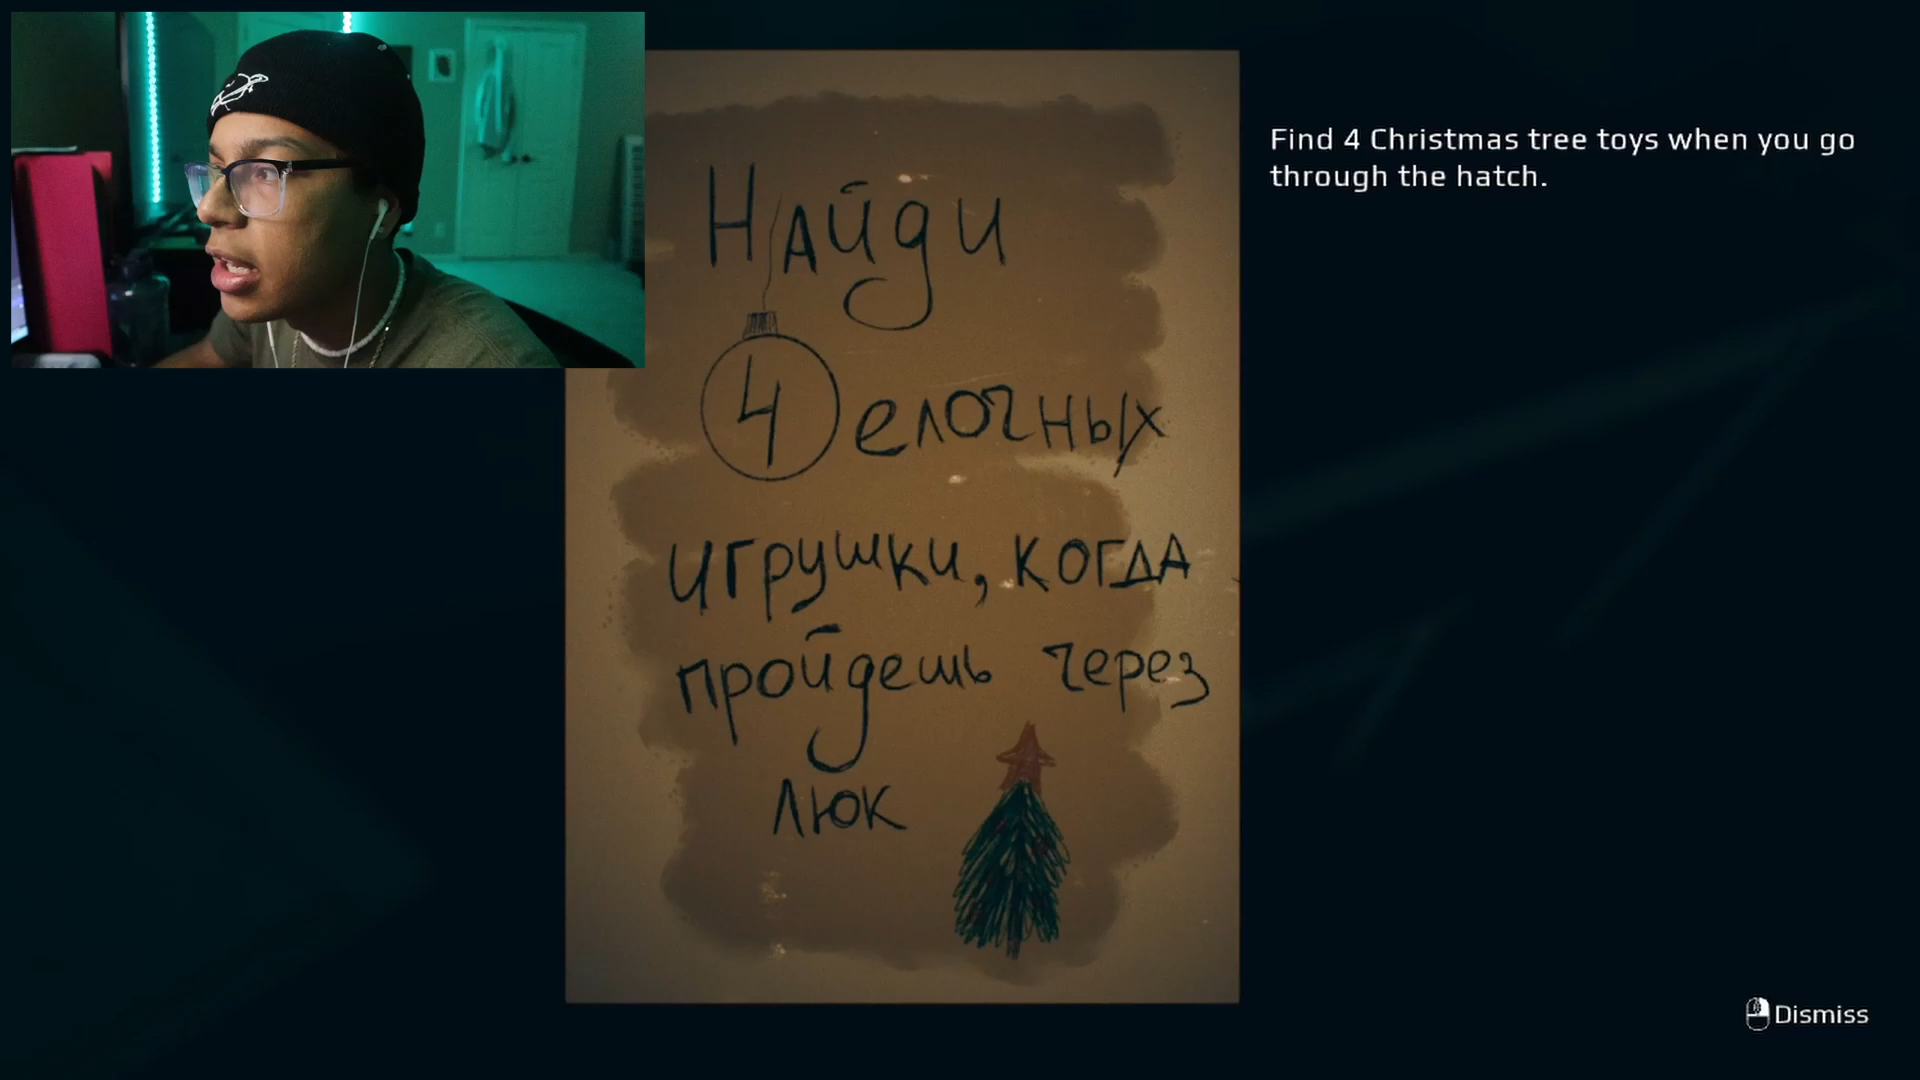 Найди
4 елочных
игрушки, когда
пройдешь через
люк
Find 4 Christmas tree toys when you go
through the hatch.
Dismiss